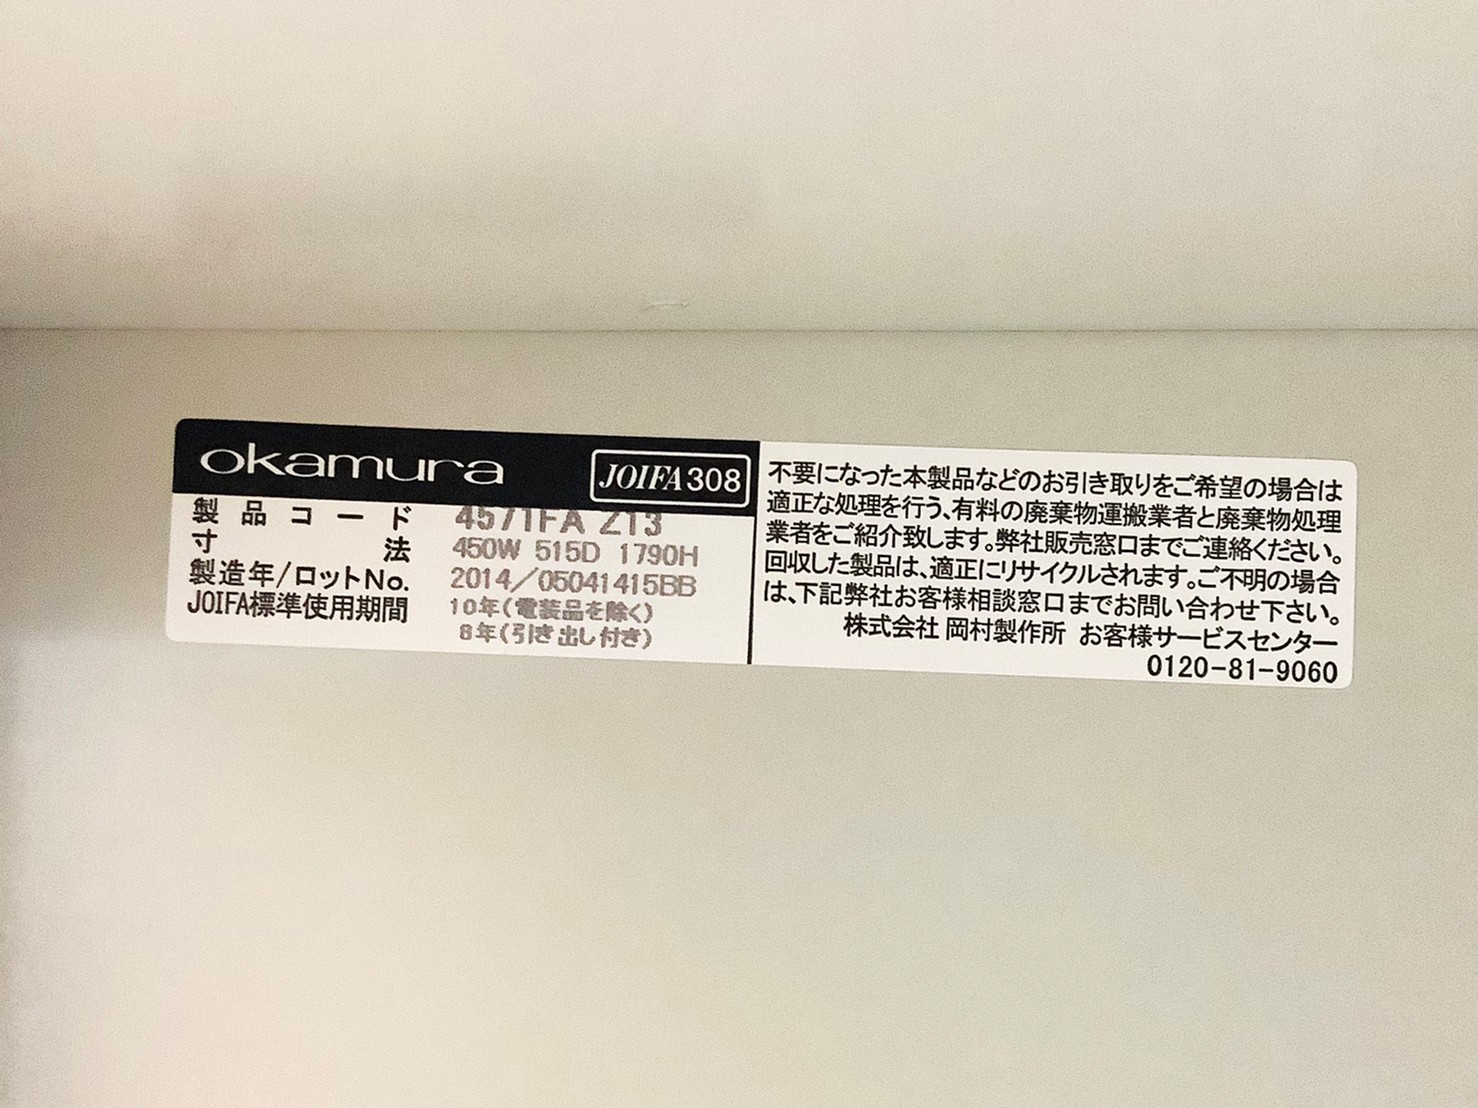 okamura
JOIFA308
製品コード 4571FA Z13
寸法 450W 515D 1790H
製造年/ロットNo. 2014/05041415BB
JOIFA標準使用期間 10年(電装品を除く)
8年(引き出し付き)
不要になった本製品などのお引き取りをご希望の場合は
適正な処理を行う、有料の廃棄物運搬業者と廃棄物処理
業者をご紹介致します。弊社販売窓口までご連絡ください。
回収した製品は、適正にリサイクルされます。ご不明の場合
は、下記弊社お客様相談窓口までお問い合わせ下さい。
株式会社 岡村製作所 お客様サービスセンター
0120-81-9060